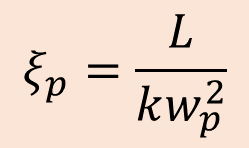 ξ_p = L / (k w_p^2)